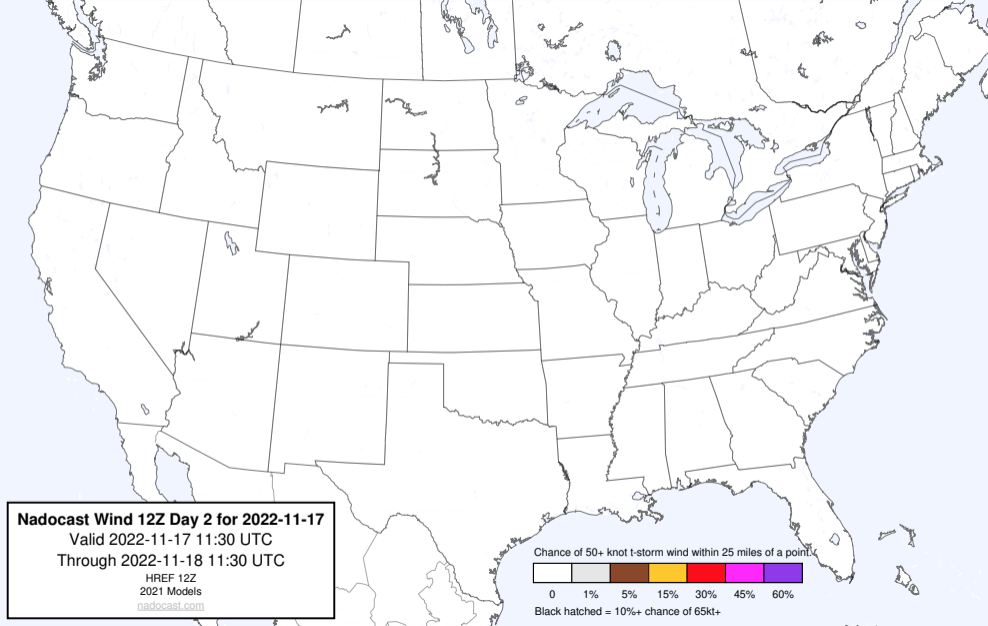 Nadocast Wind 12Z Day 2 for 2022-11-17
Valid 2022-11-17 11:30 UTC
Through 2022-11-18 11:30 UTC
HREF 12Z
2021 Models
nadocast.com
Chance of 50+ knot t-storm wind within 25 miles of a point.
0 1% 5% 15% 30% 45% 60%
Black hatched = 10%+ chance of 65kt+